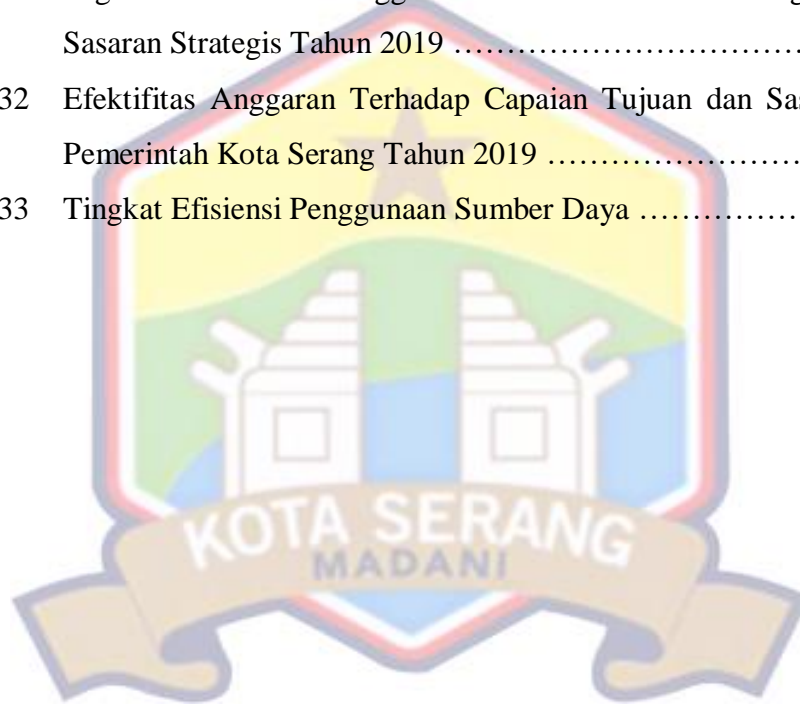 Sasaran Strategis Tahun 2019 ……………………………
32 Efektifitas Anggaran Terhadap Capaian Tujuan dan Sas
Pemerintah Kota Serang Tahun 2019 ……………………
33 Tingkat Efisiensi Penggunaan Sumber Daya ……………
KOTA SERANG
MADANI